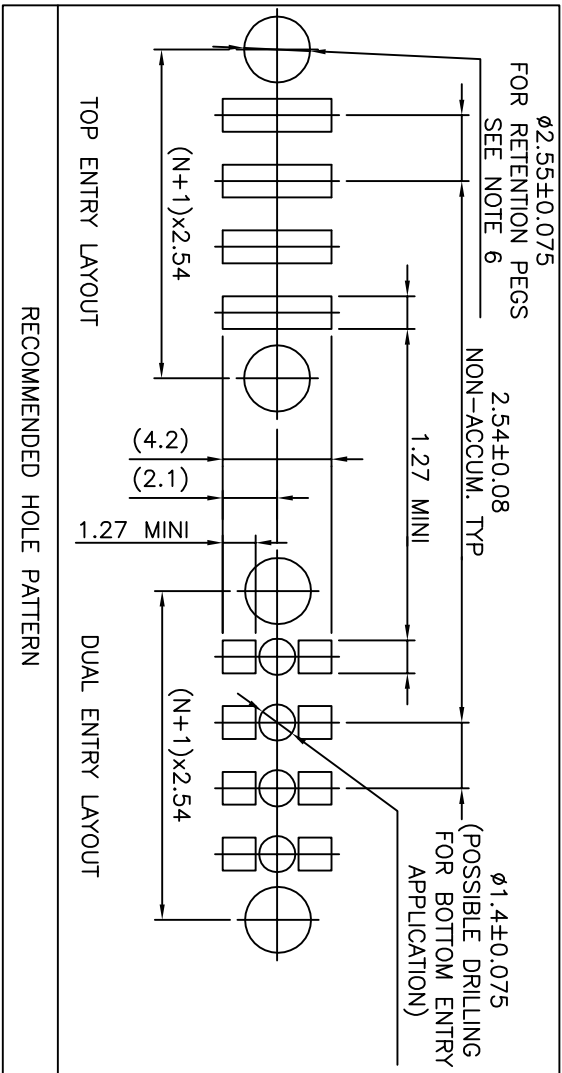 Ø2.55±0.075
FOR RETENTION PEGS
SEE NOTE 6
2.54±0.08
NON-ACCUM. TYP
Ø1.4±0.075
(POSSIBLE DRILLING
FOR BOTTOM ENTRY
APPLICATION)
1.27 MINI
(4.2)
(2.1)
1.27 MINI
(N+1)x2.54
(N+1)x2.54
TOP ENTRY LAYOUT
DUAL ENTRY LAYOUT
RECOMMENDED HOLE PATTERN